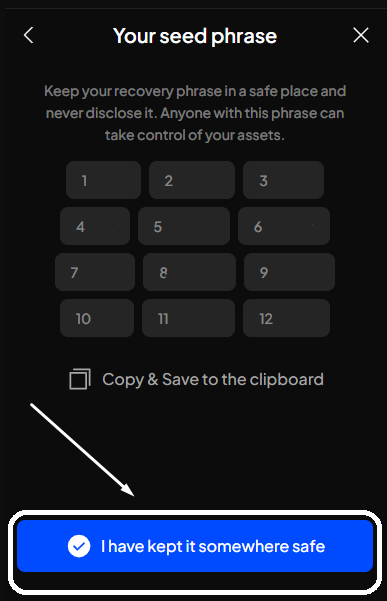 Your seed phrase
Keep your recovery phrase in a safe place and
never disclose it. Anyone with this phrase can
take control of your assets.
1 2 3
4 5 6
7 8 9
10 11 12
Copy & Save to the clipboard
I have kept it somewhere safe